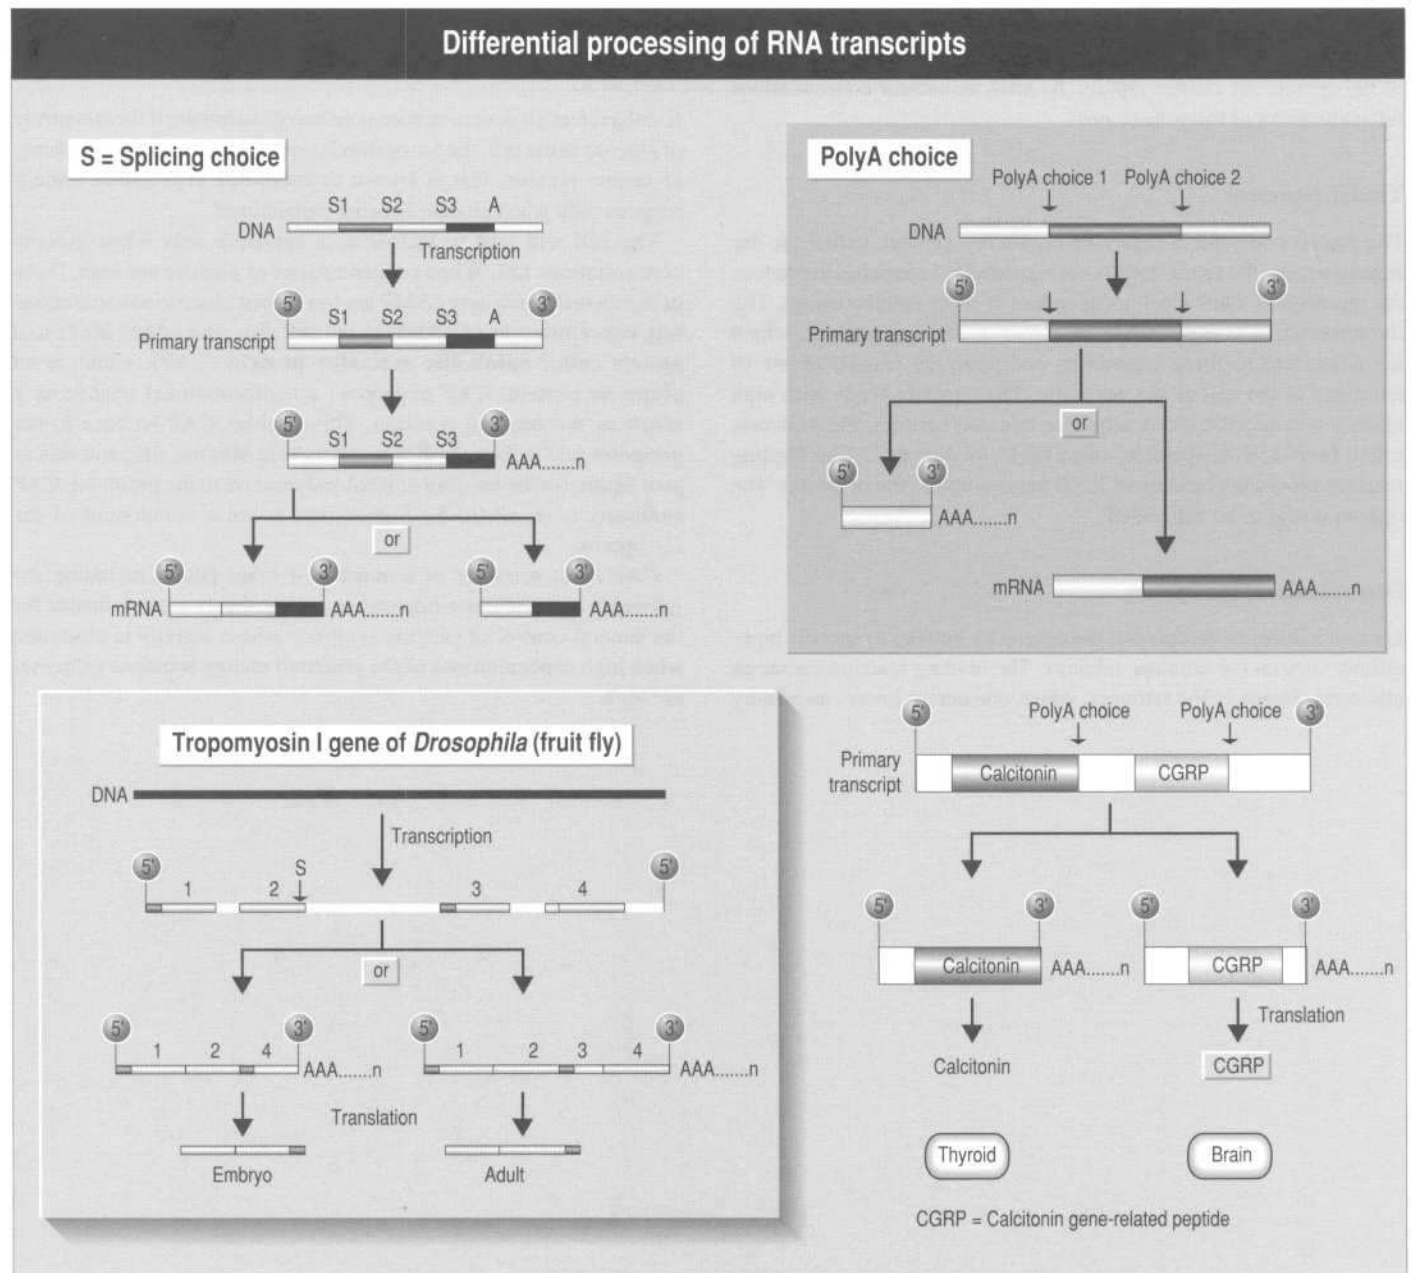 Differential processing of RNA transcripts
S = Splicing choice
S1 S2 S3 A
DNA
Transcription
5' 3'
S1 S2 S3 A
Primary transcript
5'
S1 S2 S3
AAA.......n
or
5' 3' 5' 3'
mRNA AAA.......n AAA.......n
PolyA choice
PolyA choice 1 PolyA choice 2
DNA
5' 3'
Primary transcript
or
5' 3'
AAA.......n
mRNA AAA.......n
Tropomyosin I gene of Drosophila (fruit fly)
DNA
Transcription
5' 3'
S
1 2 3 4
or
5' 3' 5' 3'
1 2 4 1 2 3 4
AAA.......n AAA.......n
Translation
Embryo Adult
5' PolyA choice PolyA choice 3'
Primary
transcript
Calcitonin CGRP
5' 3' 5' 3'
Calcitonin AAA.......n CGRP AAA.......n
Translation
Calcitonin CGRP
Thyroid Brain
CGRP = Calcitonin gene-related peptide